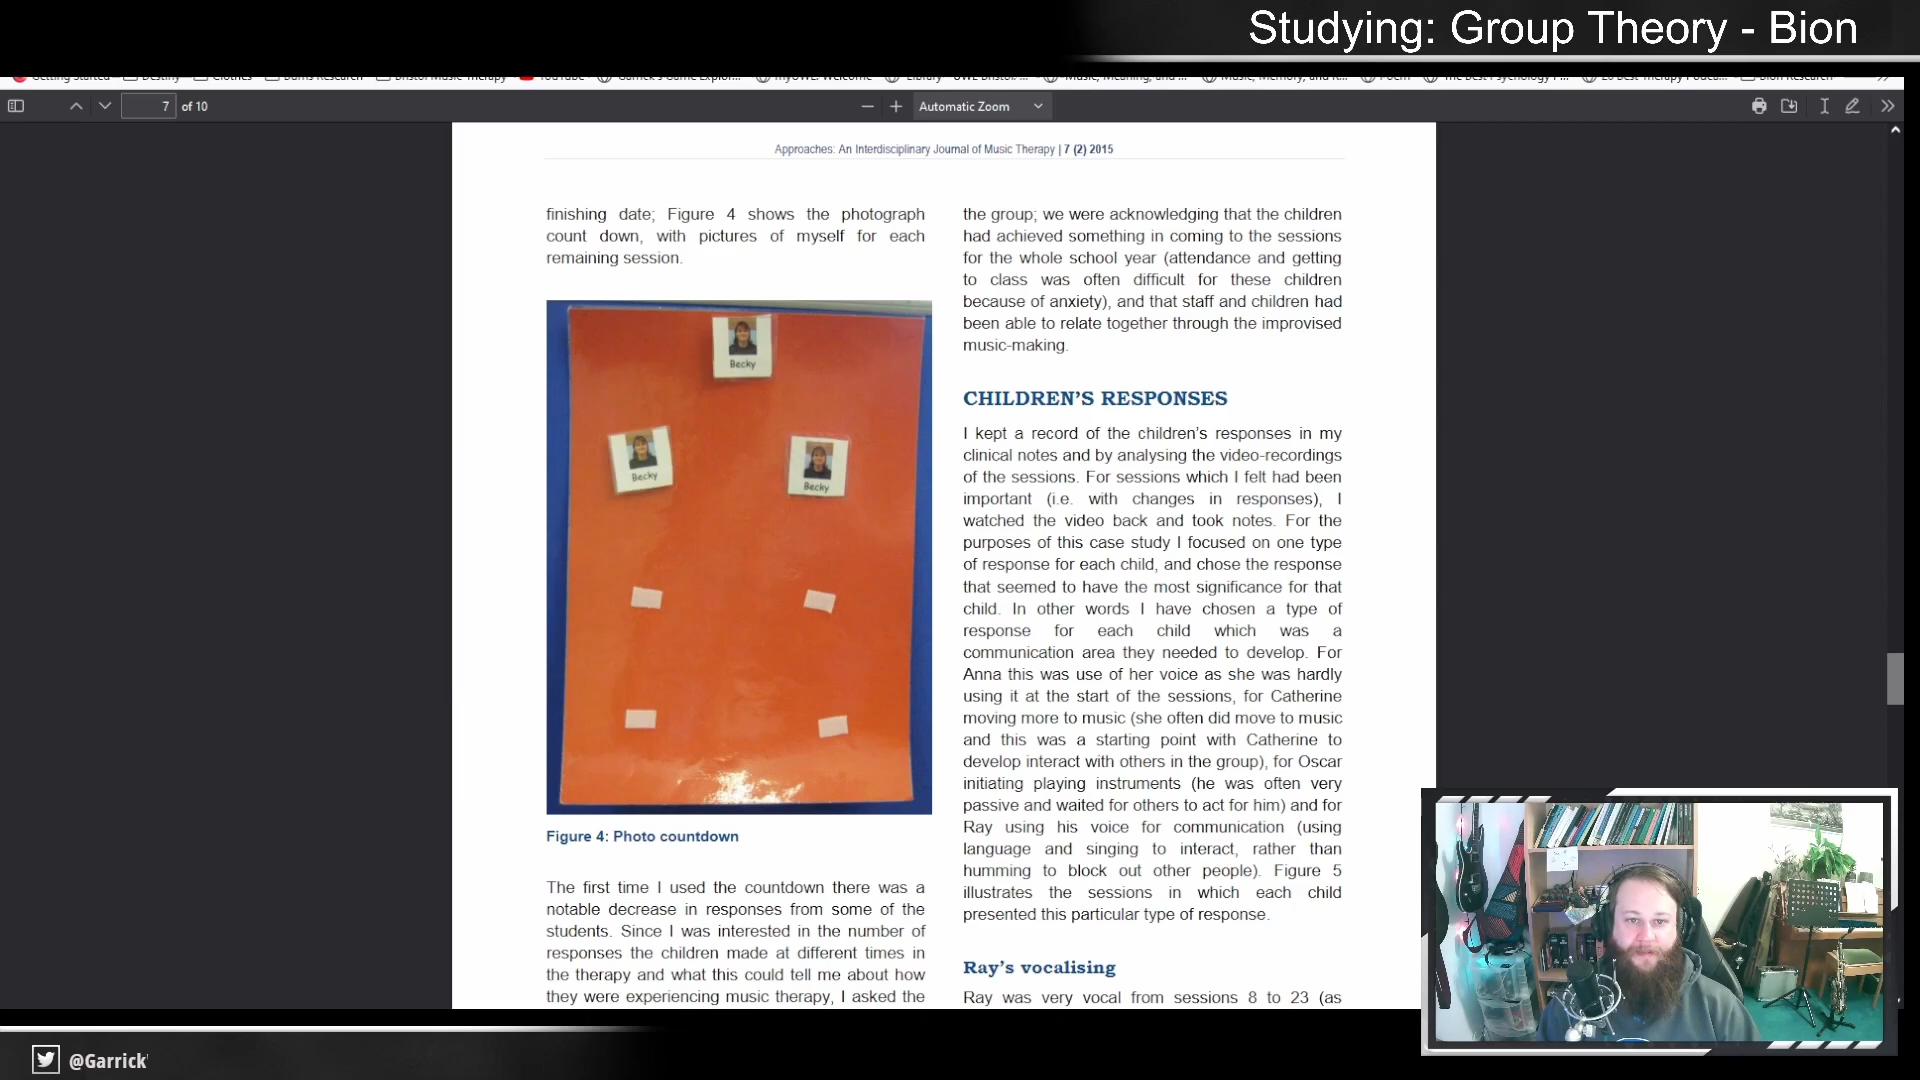 Studying: Group Theory - Bion
7 of 10
Automatic Zoom
Approaches: An Interdisciplinary Journal of Music Therapy | 7 (2) 2015
finishing date; Figure 4 shows the photograph
count down, with pictures of myself for each
remaining session.
Becky
Becky
Becky
Figure 4: Photo countdown
The first time I used the countdown there was a
notable decrease in responses from some of the
students. Since I was interested in the number of
responses the children made at different times in
the therapy and what this could tell me about how
they were experiencing music therapy, I asked the
the group; we were acknowledging that the children
had achieved something in coming to the sessions
for the whole school year (attendance and getting
to class was often difficult for these children
because of anxiety), and that staff and children had
been able to relate together through the improvised
music-making.
CHILDREN'S RESPONSES
I kept a record of the children's responses in my
clinical notes and by analysing the video-recordings
of the sessions. For sessions which I felt had been
important (i.e. with changes in responses), I
watched the video back and took notes. For the
purposes of this case study I focused on one type
of response for each child, and chose the response
that seemed to have the most significance for that
child. In other words I have chosen a type of
response for each child which was a
communication area they needed to develop. For
Anna this was use of her voice as she was hardly
using it at the start of the sessions, for Catherine
moving more to music (she often did move to music
and this was a starting point with Catherine to
develop interact with others in the group), for Oscar
initiating playing instruments (he was often very
passive and waited for others to act for him) and for
Ray using his voice for communication (using
language and singing to interact, rather than
humming to block out other people). Figure 5
illustrates the sessions in which each child
presented this particular type of response.
Ray's vocalising
Ray was very vocal from sessions 8 to 23 (as
@Garrick